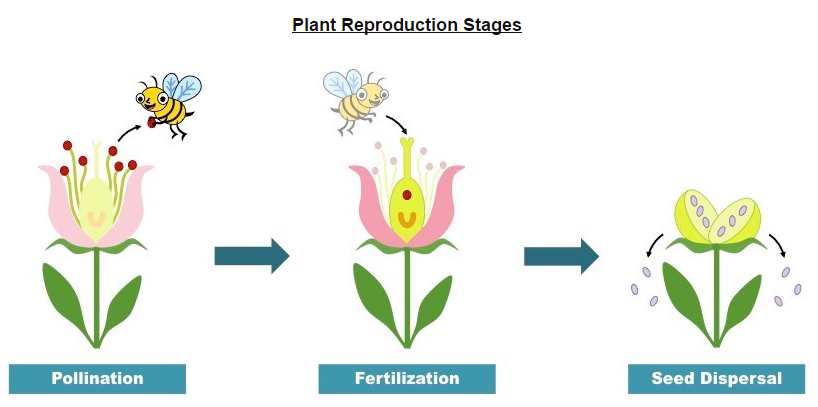 Plant Reproduction Stages
Pollination
Fertilization
Seed Dispersal